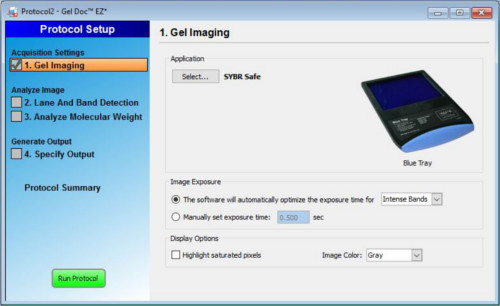 Protocol2 - Gel Doc™ EZ*
Protocol Setup
Acquisition Settings
1. Gel Imaging
Analyze Image
2. Lane And Band Detection
3. Analyze Molecular Weight
Generate Output
4. Specify Output
Protocol Summary
Run Protocol
1. Gel Imaging
Application
Select... SYBR Safe
Blue Tray
Blue Tray
Image Exposure
The software will automatically optimize the exposure time for Intense Bands
Manually set exposure time: 0.500 sec
Display Options
Highlight saturated pixels Image Color: Gray